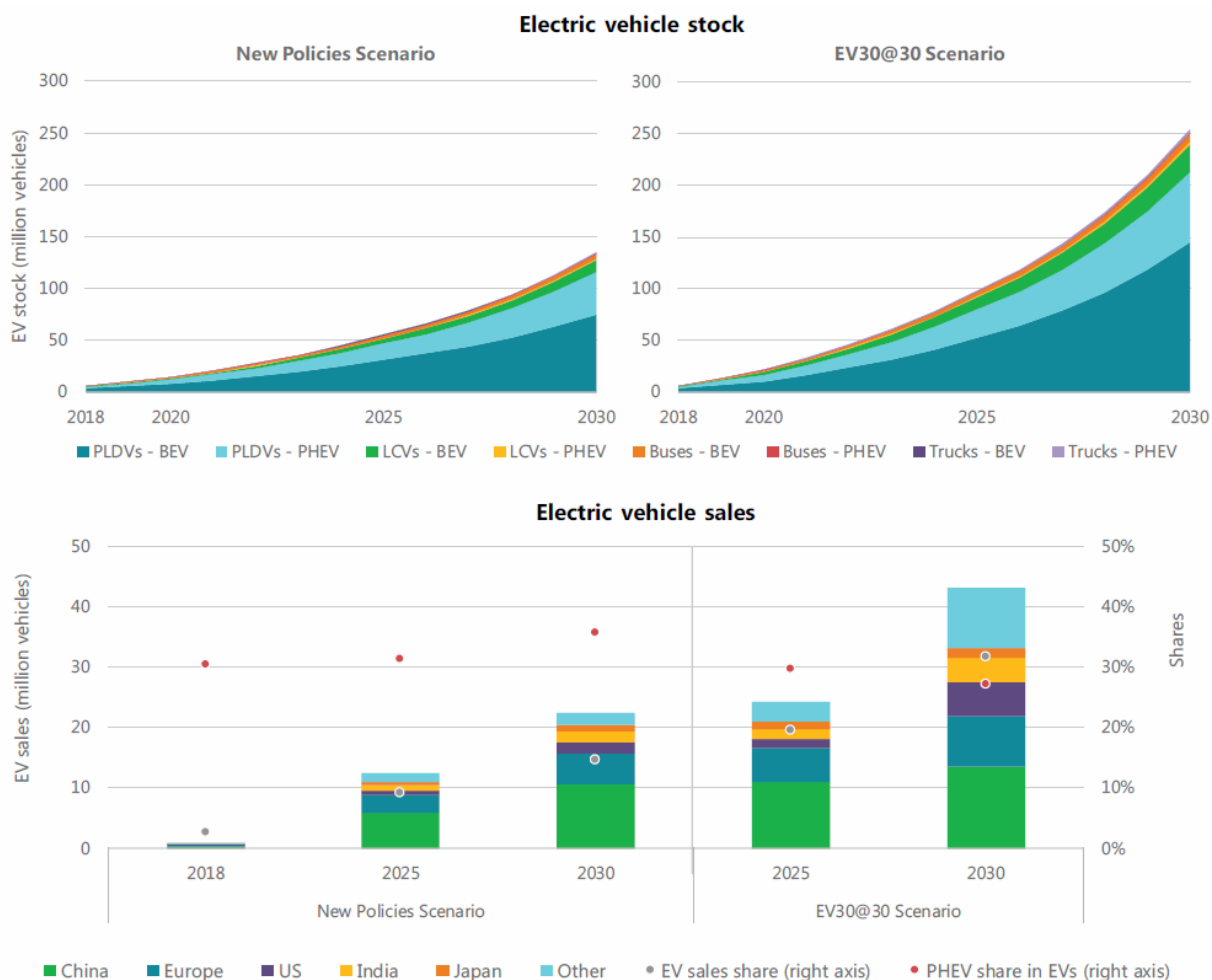 Electric vehicle stock
New Policies Scenario
EV30@30 Scenario
EV stock (million vehicles)
300
250
200
150
100
50
0
2018 2020 2025 2030
300
250
200
150
100
50
0
2018 2020 2025 2030
PLDVs - BEV PLDVs - PHEV LCVs - BEV LCVs - PHEV Buses - BEV Buses - PHEV Trucks - BEV Trucks - PHEV
Electric vehicle sales
EV sales (million vehicles)
50
40
30
20
10
0
50%
40%
30%
20%
10%
0%
Shares
2018 2025 2030 2025 2030
New Policies Scenario EV30@30 Scenario
China Europe US India Japan Other EV sales share (right axis) PHEV share in EVs (right axis)